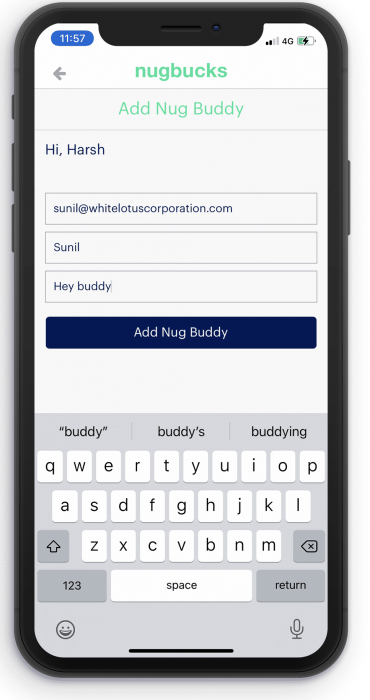 11:57
4G
nugbucks
Add Nug Buddy
Hi, Harsh
sunil@whitelotuscorporation.com
Sunil
Hey buddy
Add Nug Buddy
“buddy” buddy’s buddying
q w e r t y u i o p
a s d f g h j k l
z x c v b n m
123 space return